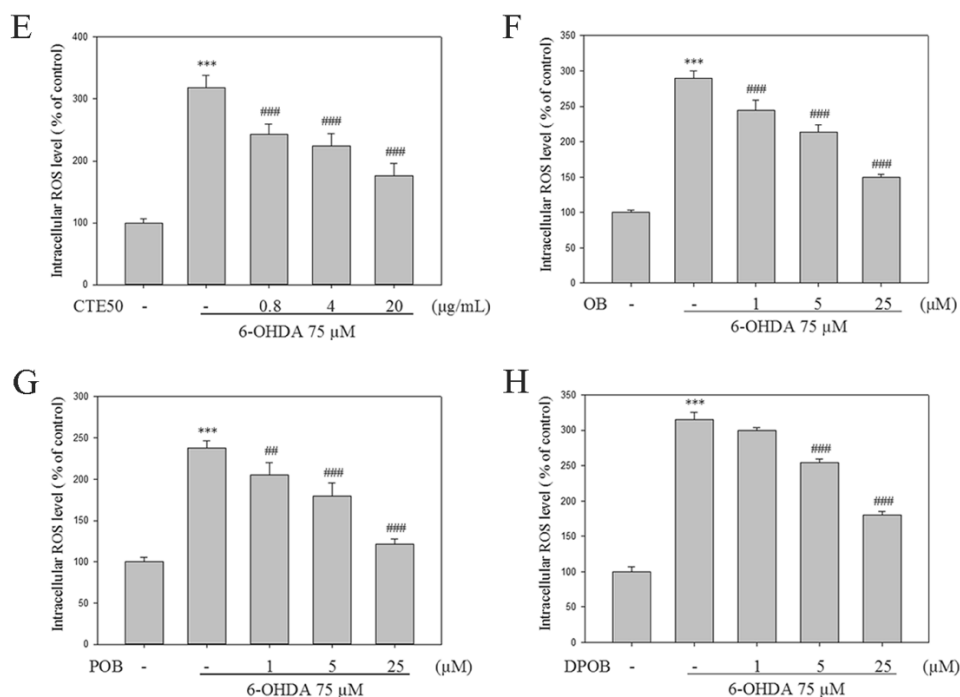 E
Intracellular ROS level ( % of control)
400
300
200
100
0
***
###
###
###
CTE50 - - 0.8 4 20 (μg/mL)
6-OHDA 75 μM
F
Intracellular ROS level ( % of control)
350
300
250
200
150
100
50
0
***
###
###
###
OB - - 1 5 25 (μM)
6-OHDA 75 μM
G
Intracellular ROS level ( % of control)
300
250
200
150
100
50
0
***
##
###
###
POB - - 1 5 25 (μM)
6-OHDA 75 μM
H
Intracellular ROS level ( % of control)
350
300
250
200
150
100
50
0
***
###
###
DPOB - - 1 5 25 (μM)
6-OHDA 75 μM